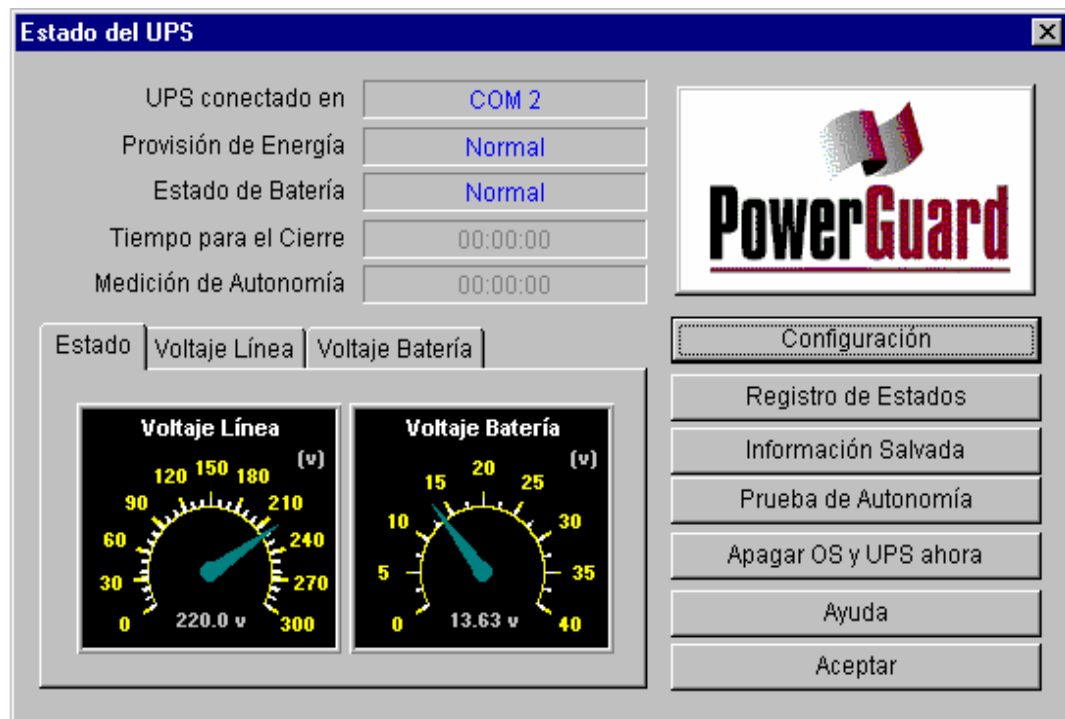 Estado del UPS
UPS conectado en COM 2
Provisión de Energía Normal
Estado de Batería Normal
Tiempo para el Cierre 00:00:00
Medición de Autonomía 00:00:00
PowerGuard
Estado Voltaje Línea Voltaje Batería
Voltaje Línea
(v)
0 30 60 90 120 150 180 210 240 270 300
220.0 v
Voltaje Batería
(v)
0 5 10 15 20 25 30 35 40
13.63 v
Configuración
Registro de Estados
Información Salvada
Prueba de Autonomía
Apagar OS y UPS ahora
Ayuda
Aceptar